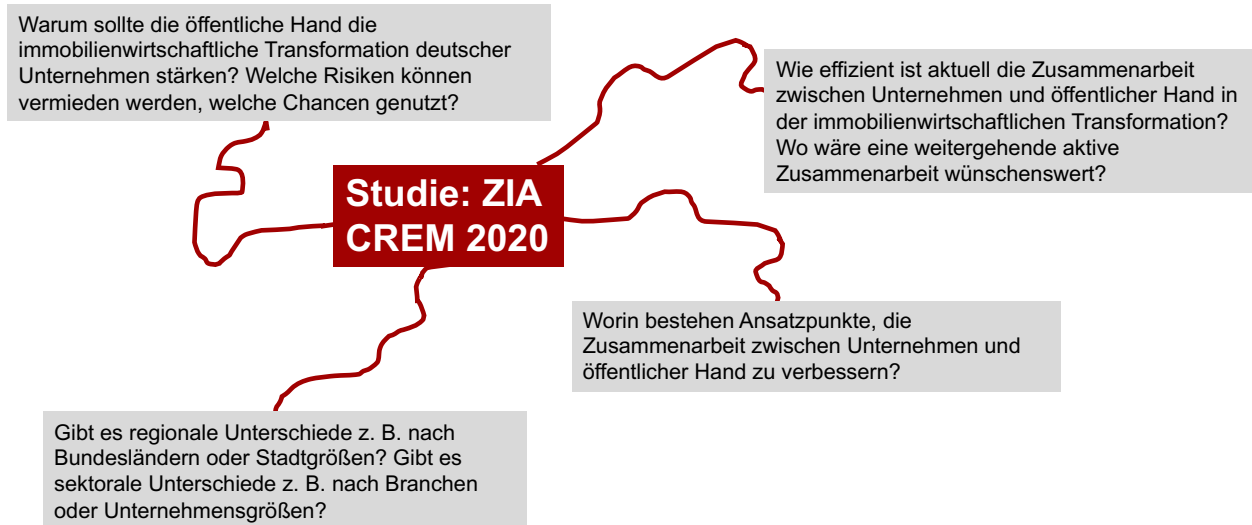 Warum sollte die öffentliche Hand die
immobilienwirtschaftliche Transformation deutscher
Unternehmen stärken? Welche Risiken können
vermieden werden, welche Chancen genutzt?
Wie effizient ist aktuell die Zusammenarbeit
zwischen Unternehmen und öffentlicher Hand in
der immobilienwirtschaftlichen Transformation?
Wo wäre eine weitergehende aktive
Zusammenarbeit wünschenswert?
Studie: ZIA
CREM 2020
Worin bestehen Ansatzpunkte, die
Zusammenarbeit zwischen Unternehmen und
öffentlicher Hand zu verbessern?
Gibt es regionale Unterschiede z. B. nach
Bundesländern oder Stadtgrößen? Gibt es
sektorale Unterschiede z. B. nach Branchen
oder Unternehmensgrößen?